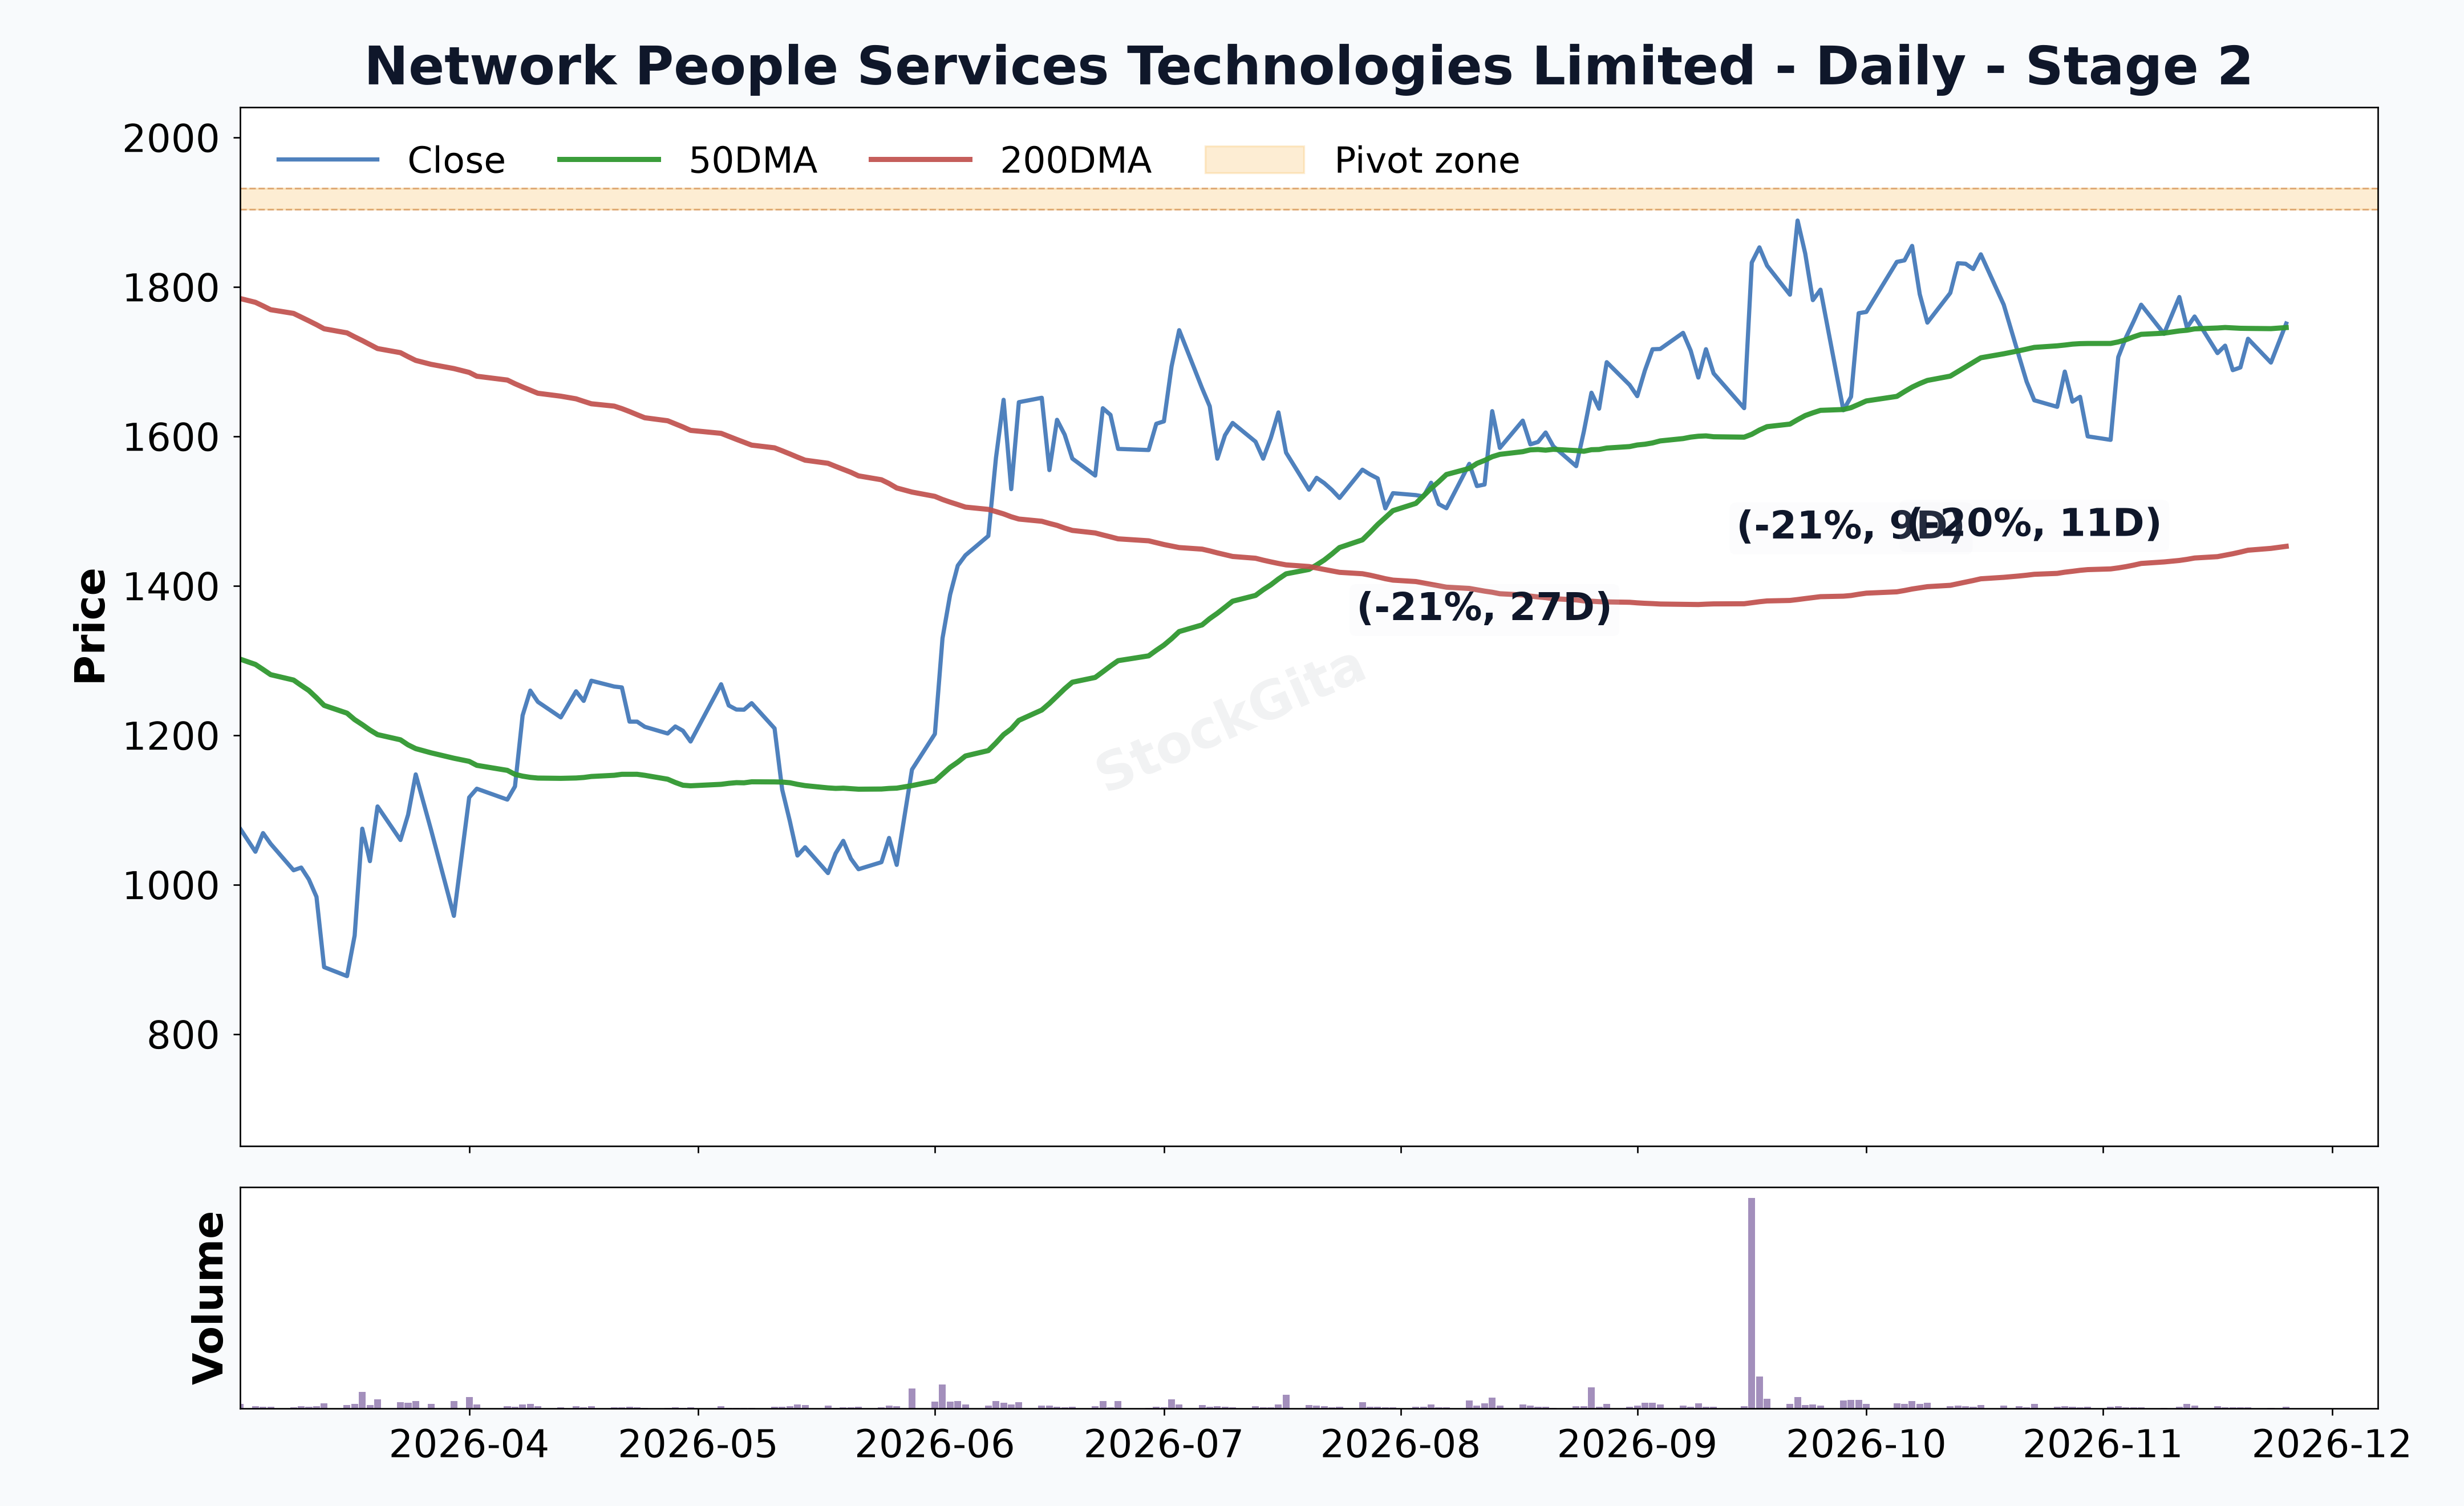 Network People Services Technologies Limited - Daily - Stage 2
Close 50DMA 200DMA Pivot zone
Price
2000
1800
1600
1400
1200
1000
800
(-21%, 9D)
(-20%, 11D)
(-21%, 27D)
StockGita
Volume
2026-04 2026-05 2026-06 2026-07 2026-08 2026-09 2026-10 2026-11 2026-12